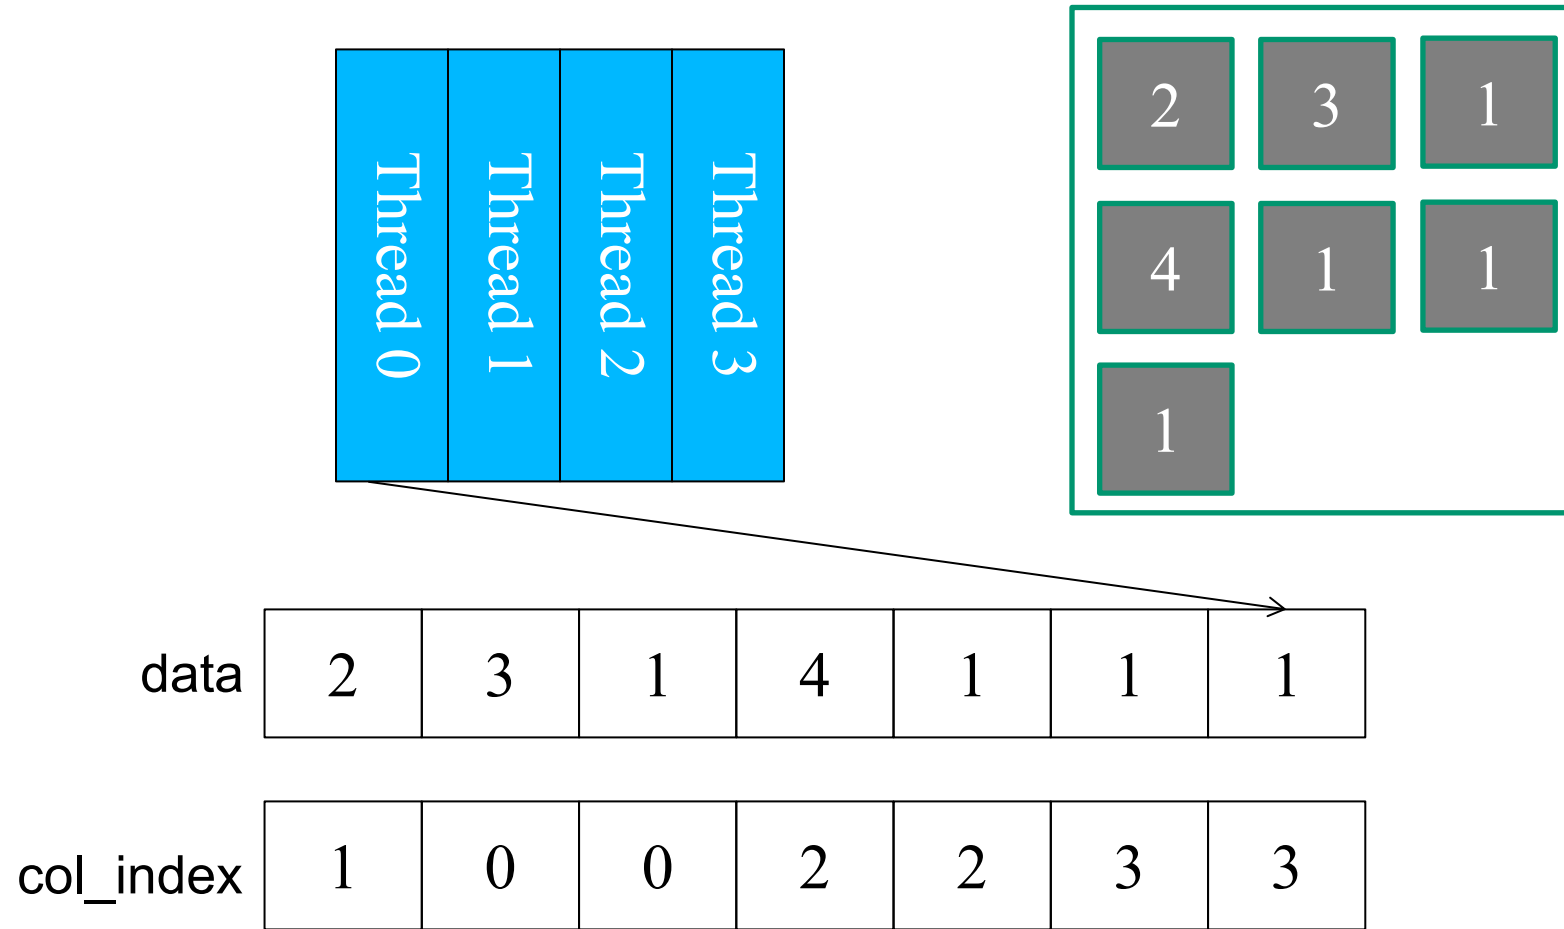 Thread 0
Thread 1
Thread 2
Thread 3
2 3 1
4 1 1
1
data 2 3 1 4 1 1 1
col_index 1 0 0 2 2 3 3